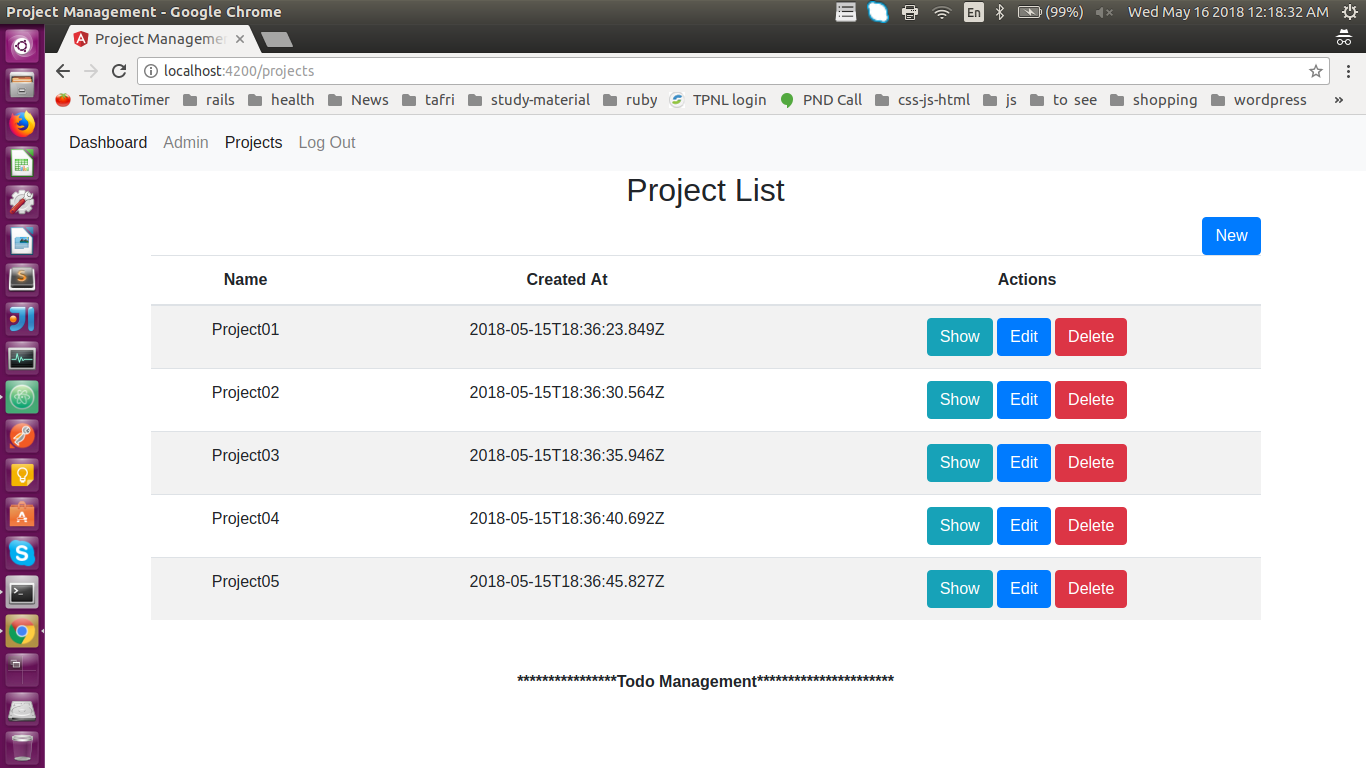 Project Management - Google Chrome En (99%) Wed May 16 2018 12:18:32 AM
Project Manageme
localhost:4200/projects
TomatoTimer rails health News tafri study-material ruby TPNL login PND Call css-js-html js to see shopping wordpress »
Dashboard Admin Projects Log Out
Project List
New
Name Created At Actions
Project01 2018-05-15T18:36:23.849Z Show Edit Delete
Project02 2018-05-15T18:36:30.564Z Show Edit Delete
Project03 2018-05-15T18:36:35.946Z Show Edit Delete
Project04 2018-05-15T18:36:40.692Z Show Edit Delete
Project05 2018-05-15T18:36:45.827Z Show Edit Delete
****************Todo Management**********************